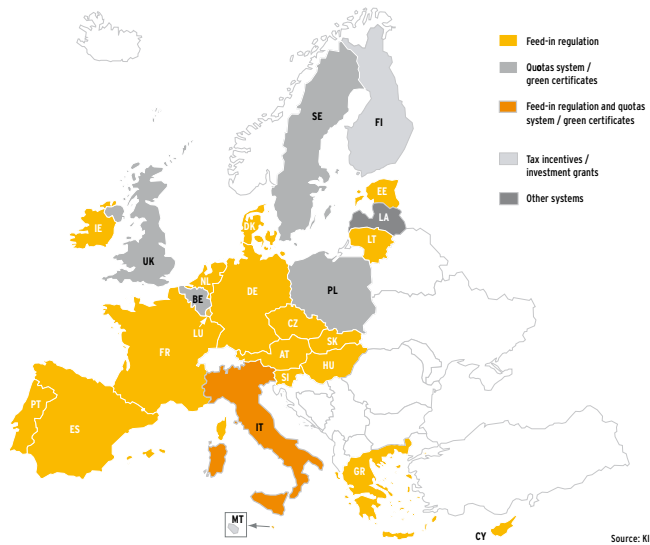 Feed-in regulation
Quotas system /
green certificates
Feed-in regulation and quotas
system / green certificates
Tax incentives /
investment grants
Other systems
SE
FI
EE
LA
LT
DK
IE
UK
NL
BE
DE
PL
LU
CZ
SK
FR
AT
HU
SI
PT
ES
IT
GR
MT
CY
Source: KI